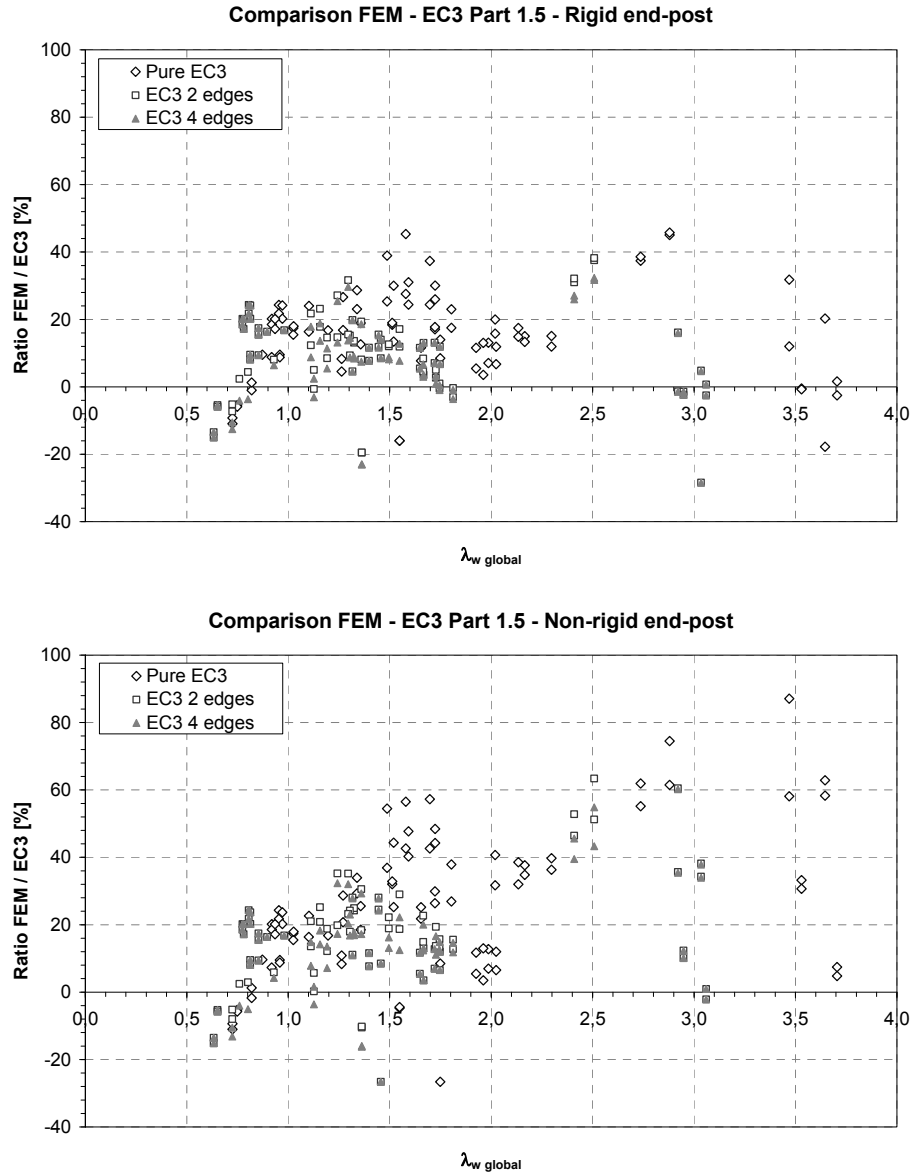 Comparison FEM - EC3 Part 1.5 - Rigid end-post
Ratio FEM / EC3 [%]
100
80
60
40
20
0
-20
-40
Pure EC3
EC3 2 edges
EC3 4 edges
0,0 0,5 1,0 1,5 2,0 2,5 3,0 3,5 4,0
λw global
Comparison FEM - EC3 Part 1.5 - Non-rigid end-post
Ratio FEM / EC3 [%]
100
80
60
40
20
0
-20
-40
Pure EC3
EC3 2 edges
EC3 4 edges
0,0 0,5 1,0 1,5 2,0 2,5 3,0 3,5 4,0
λw global